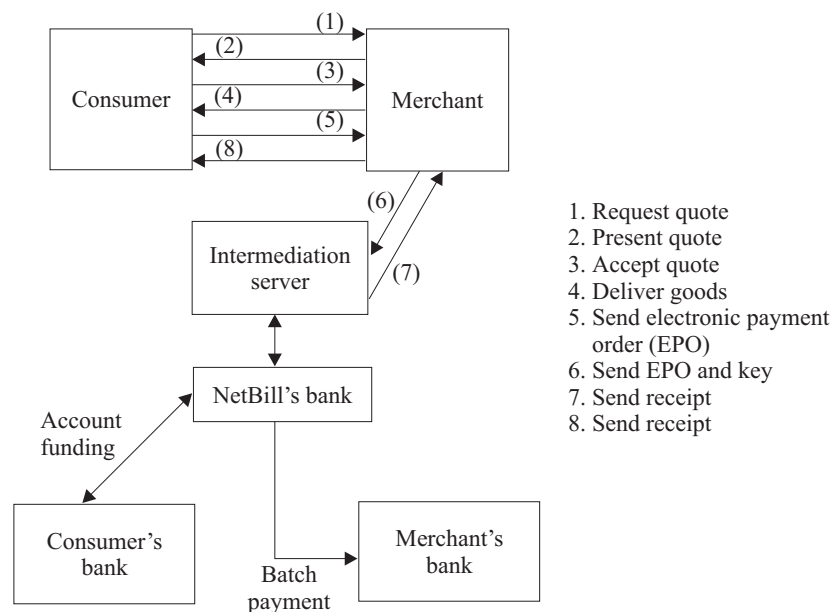 (1)
(2)
(3)
(4)
(5)
(8)
Consumer
Merchant
(6)
(7)
Intermediation
server
NetBill's bank
Account
funding
Consumer's
bank
Batch
payment
Merchant's
bank
1. Request quote
2. Present quote
3. Accept quote
4. Deliver goods
5. Send electronic payment
order (EPO)
6. Send EPO and key
7. Send receipt
8. Send receipt